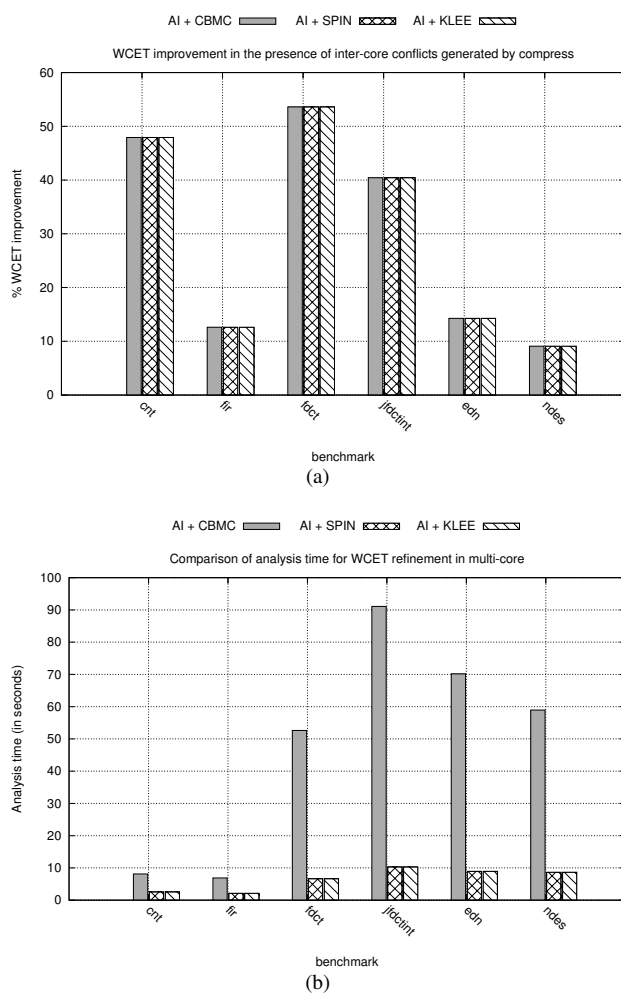 AI + CBMC AI + SPIN AI + KLEE
WCET improvement in the presence of inter-core conflicts generated by compress
60
50
40
30
20
10
0
% WCET improvement
cnt fir fdct jfdctint edn ndes
benchmark
(a)
AI + CBMC AI + SPIN AI + KLEE
Comparison of analysis time for WCET refinement in multi-core
100
90
80
70
60
50
40
30
20
10
0
Analysis time (in seconds)
cnt fir fdct jfdctint edn ndes
benchmark
(b)